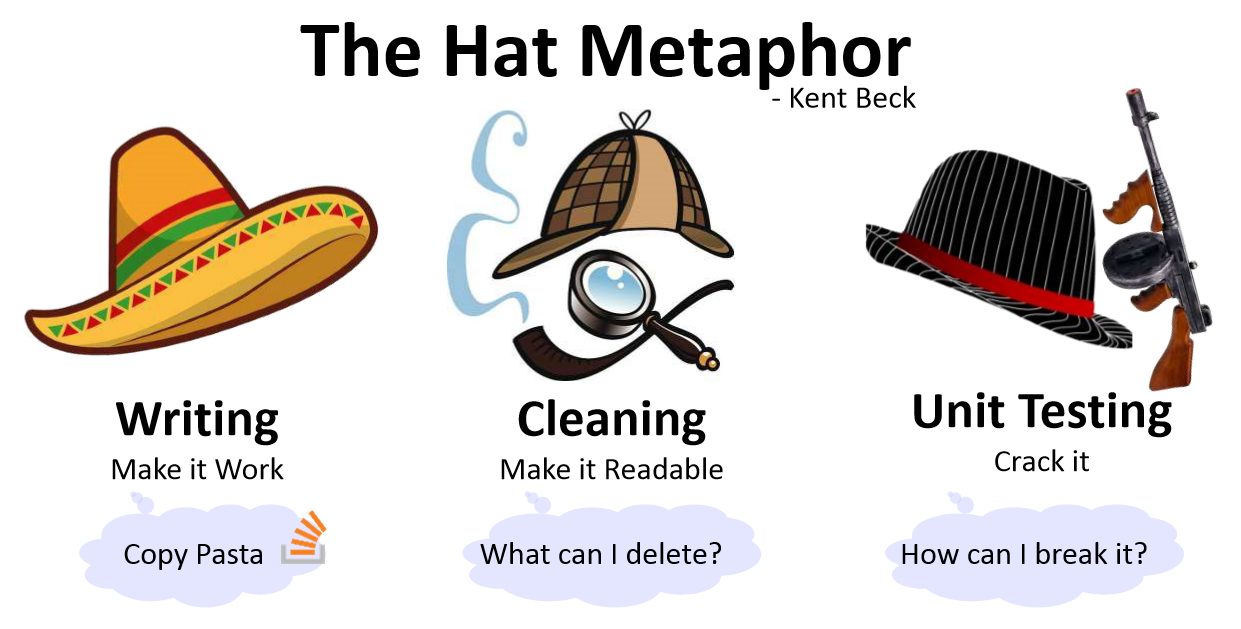 The Hat Metaphor
- Kent Beck
Writing
Make it Work
Copy Pasta
Cleaning
Make it Readable
What can I delete?
Unit Testing
Crack it
How can I break it?